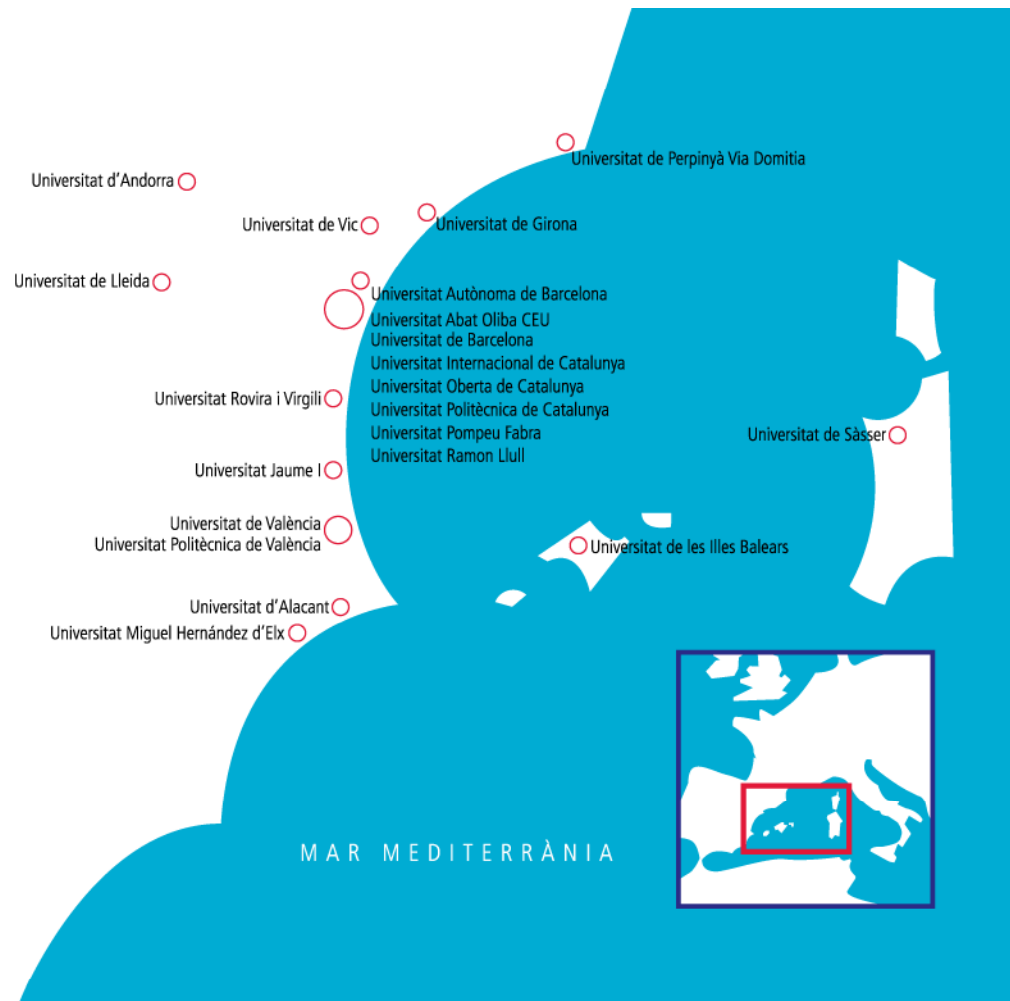 Universitat de Perpinyà Via Domitia
Universitat d'Andorra
Universitat de Vic
Universitat de Girona
Universitat de Lleida
Universitat Autònoma de Barcelona
Universitat Abat Oliba CEU
Universitat de Barcelona
Universitat Internacional de Catalunya
Universitat Oberta de Catalunya
Universitat Rovira i Virgili
Universitat Politècnica de Catalunya
Universitat Pompeu Fabra
Universitat de Sàsser
Universitat Ramon Llull
Universitat Jaume I
Universitat de València
Universitat Politècnica de València
Universitat de les Illes Balears
Universitat d'Alacant
Universitat Miguel Hernández d'Elx
MAR MEDITERRÀNIA